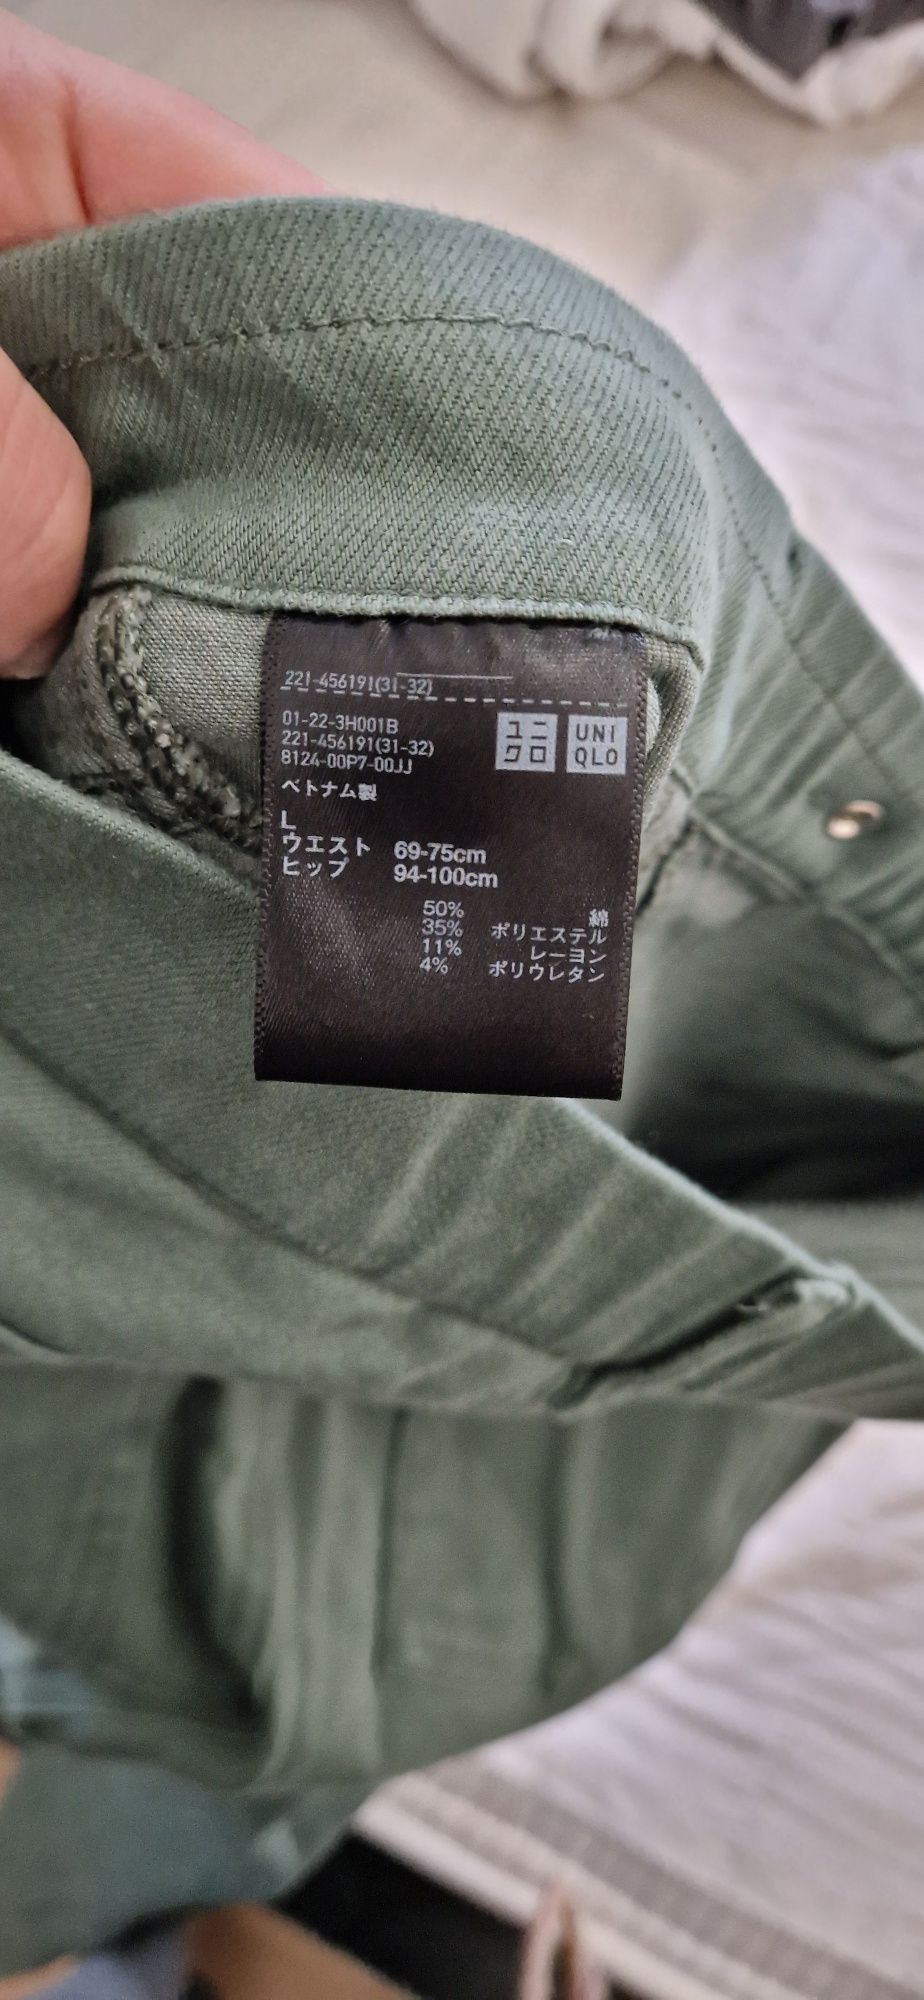 221-456191(31-32)
01-22-3H001B
221-456191(31-32)
8124-00P7-00JJ
ユニ
クロ
UNI
QLO
ベトナム製
L
ウエスト 69-75cm
ヒップ 94-100cm
50% 綿
35% ポリエステル
11% レーヨン
4% ポリウレタン